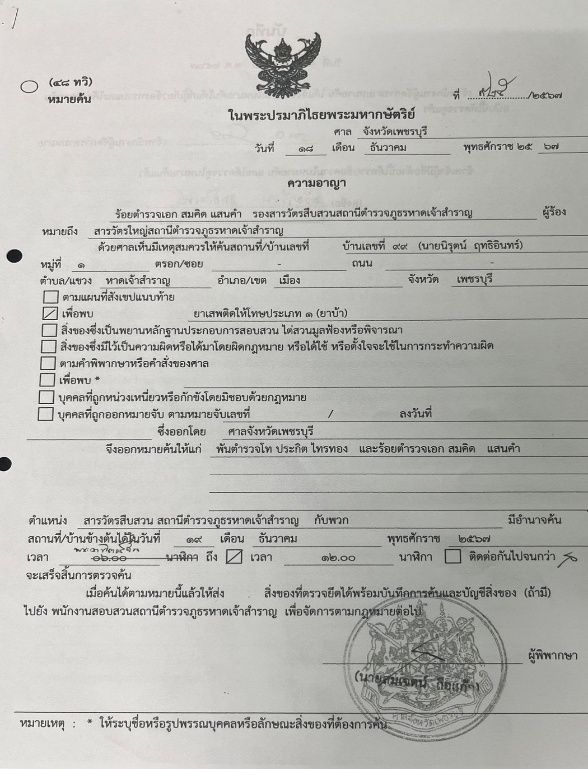 (๔๘ ทวิ)
หมายค้น
ที่ /๒๕๖๗
ในพระปรมาภิไธยพระมหากษัตริย์
ศาล จังหวัดเพชรบุรี
วันที่ ๑๘ เดือน ธันวาคม พุทธศักราช ๒๕ ๖๗
ความอาญา
ร้อยตำรวจเอก สมคิด แสนคำ รองสารวัตรสืบสวนสถานีตำรวจภูธรหาดเจ้าสำราญ ผู้ร้อง
หมายถึง สารวัตรใหญ่สถานีตำรวจภูธรหาดเจ้าสำราญ
ด้วยศาลเห็นมีเหตุสมควรให้ค้นสถานที่/บ้านเลขที่ บ้านเลขที่ ๙๙ (นายนิรุตน์ ฤทธิอินทร์)
หมู่ที่ ๑ ตรอก/ซอย - ถนน -
ตำบล/แขวง หาดเจ้าสำราญ อำเภอ/เขต เมือง จังหวัด เพชรบุรี
ตามแผนที่สังเขปแนบท้าย
เพื่อพบ ยาเสพติดให้โทษประเภท ๑ (ยาบ้า)
สิ่งของซึ่งเป็นพยานหลักฐานประกอบการสอบสวน ไต่สวนมูลฟ้องหรือพิจารณา
สิ่งของซึ่งมีไว้เป็นความผิดหรือได้มาโดยผิดกฎหมาย หรือได้ใช้ หรือตั้งใจจะใช้ในการกระทำความผิด
ตามคำพิพากษาหรือคำสั่งของศาล
เพื่อพบ *
บุคคลที่ถูกหน่วงเหนี่ยวหรือกักขังโดยมิชอบด้วยกฎหมาย
บุคคลที่ถูกออกหมายจับ ตามหมายจับเลขที่ / ลงวันที่
ซึ่งออกโดย ศาลจังหวัดเพชรบุรี
จึงออกหมายค้นให้แก่ พันตำรวจโท ประกิต ไทรทอง และร้อยตำรวจเอก สมคิด แสนคำ
ตำแหน่ง สารวัตรสืบสวน สถานีตำรวจภูธรหาดเจ้าสำราญ กับพวก มีอำนาจค้น
สถานที่/บ้านข้างต้นได้ในวันที่ ๑๙ เดือน ธันวาคม พุทธศักราช ๒๕๖๗
เวลา ๐๖.๐๐ นาฬิกา ถึง เวลา ๑๒.๐๐ นาฬิกา ติดต่อกันไปจนกว่า
จะเสร็จสิ้นการตรวจค้น
เมื่อค้นได้ตามหมายนี้แล้วให้ส่ง สิ่งของที่ตรวจยึดได้พร้อมบันทึกการค้นและบัญชีสิ่งของ (ถ้ามี)
ไปยัง พนักงานสอบสวนสถานีตำรวจภูธรหาดเจ้าสำราญ เพื่อจัดการตามกฎหมายต่อไป
ผู้พิพากษา
หมายเหตุ : * ให้ระบุชื่อหรือรูปพรรณบุคคลหรือลักษณะสิ่งของที่ต้องการค้น